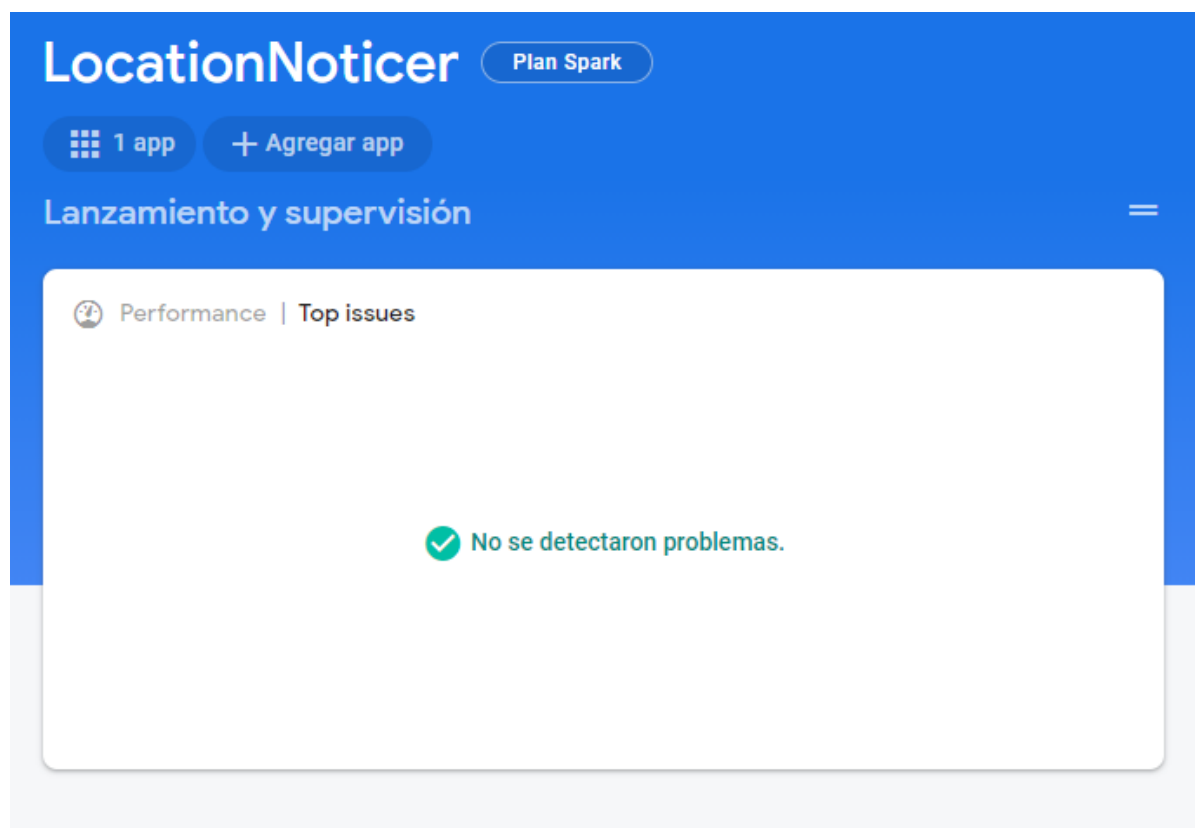 LocationNoticer Plan Spark
1 app + Agregar app
Lanzamiento y supervisión
Performance | Top issues
No se detectaron problemas.